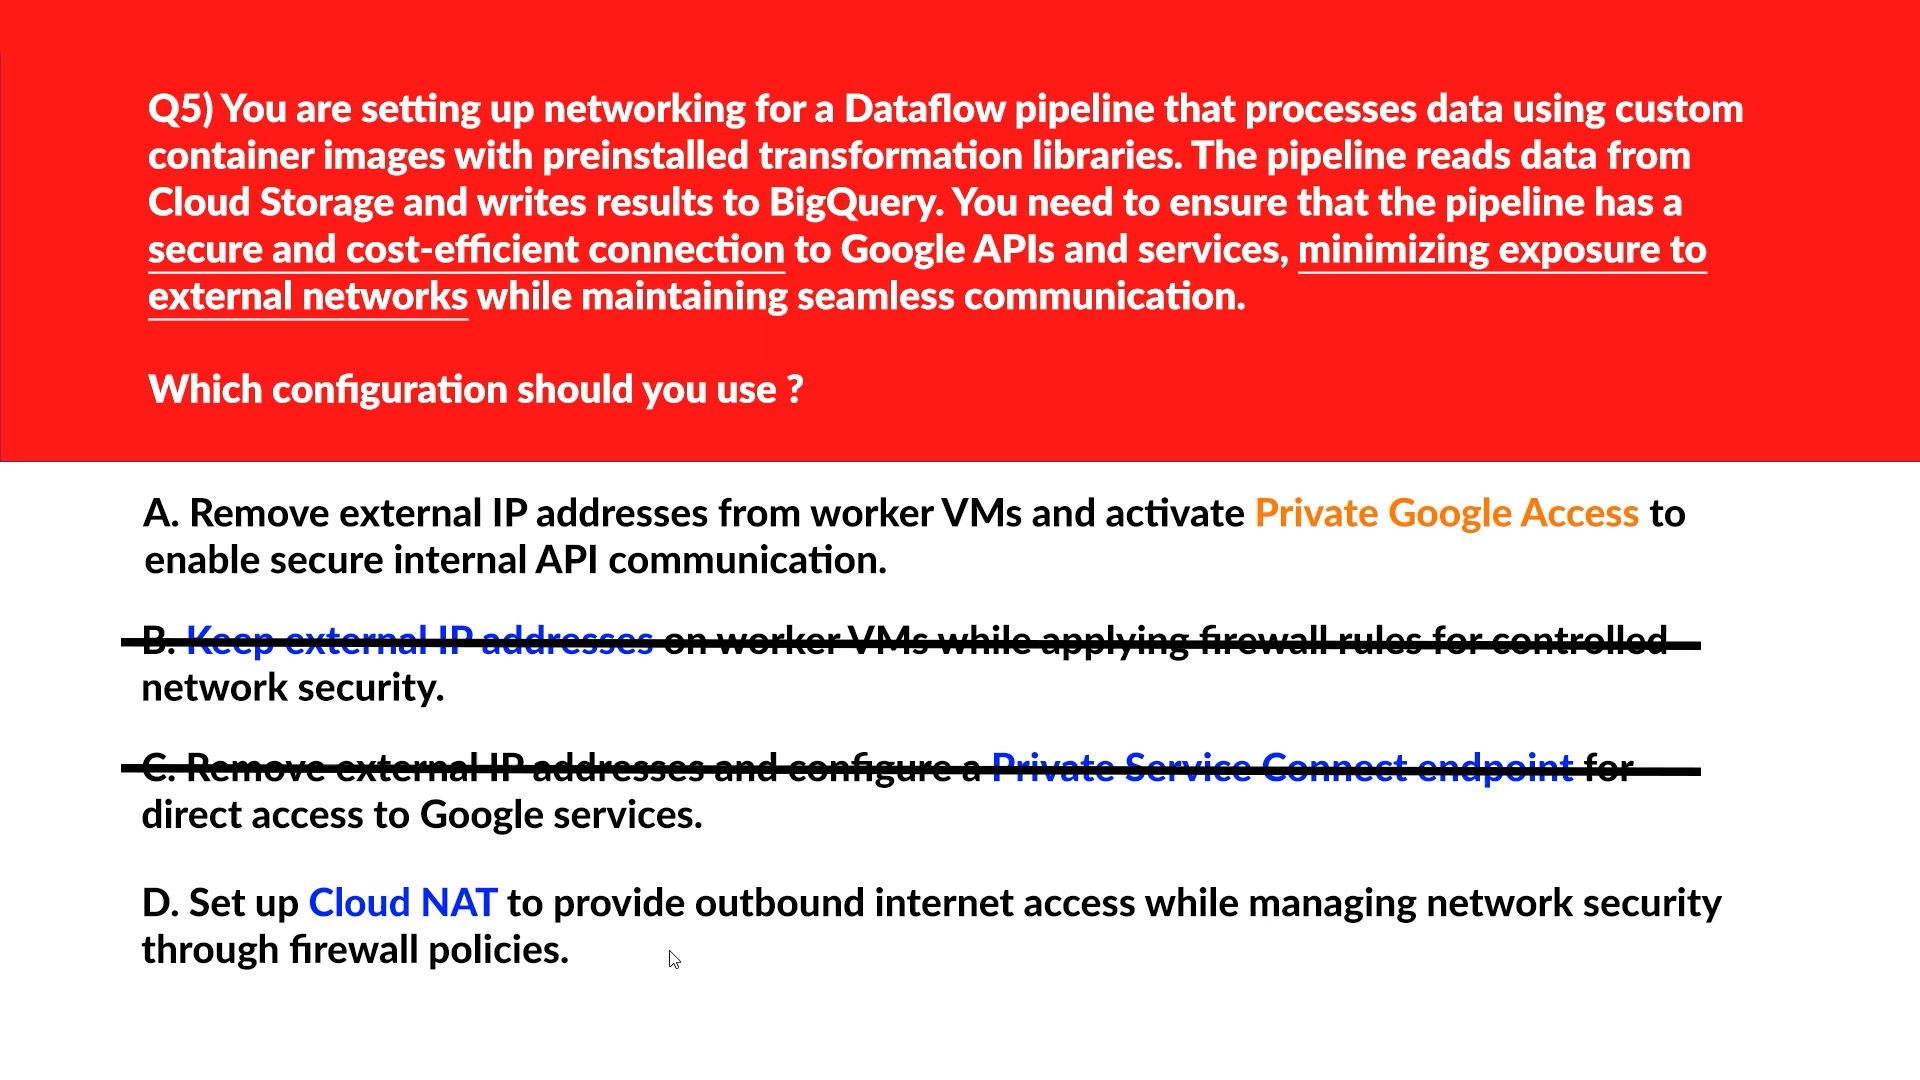 Q5) You are setting up networking for a Dataflow pipeline that processes data using custom
container images with preinstalled transformation libraries. The pipeline reads data from
Cloud Storage and writes results to BigQuery. You need to ensure that the pipeline has a
secure and cost-efficient connection to Google APIs and services, minimizing exposure to
external networks while maintaining seamless communication.
Which configuration should you use ?
A. Remove external IP addresses from worker VMs and activate Private Google Access to
enable secure internal API communication.
B. Keep external IP addresses on worker VMs while applying firewall rules for controlled
network security.
C. Remove external IP addresses and configure a Private Service Connect endpoint for
direct access to Google services.
D. Set up Cloud NAT to provide outbound internet access while managing network security
through firewall policies.